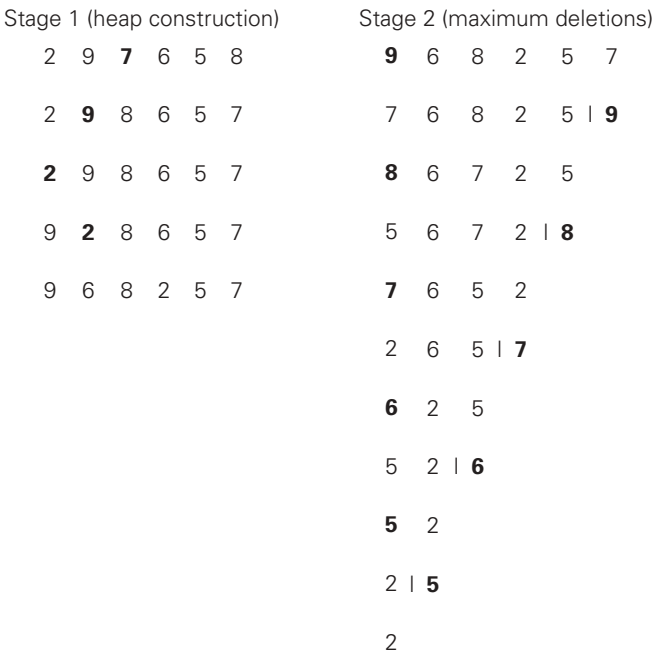 Stage 1 (heap construction)
2 9 7 6 5 8
2 9 8 6 5 7
2 9 8 6 5 7
9 2 8 6 5 7
9 6 8 2 5 7
Stage 2 (maximum deletions)
9 6 8 2 5 7
7 6 8 2 5 | 9
8 6 7 2 5
5 6 7 2 | 8
7 6 5 2
2 6 5 | 7
6 2 5
5 2 | 6
5 2
2 | 5
2